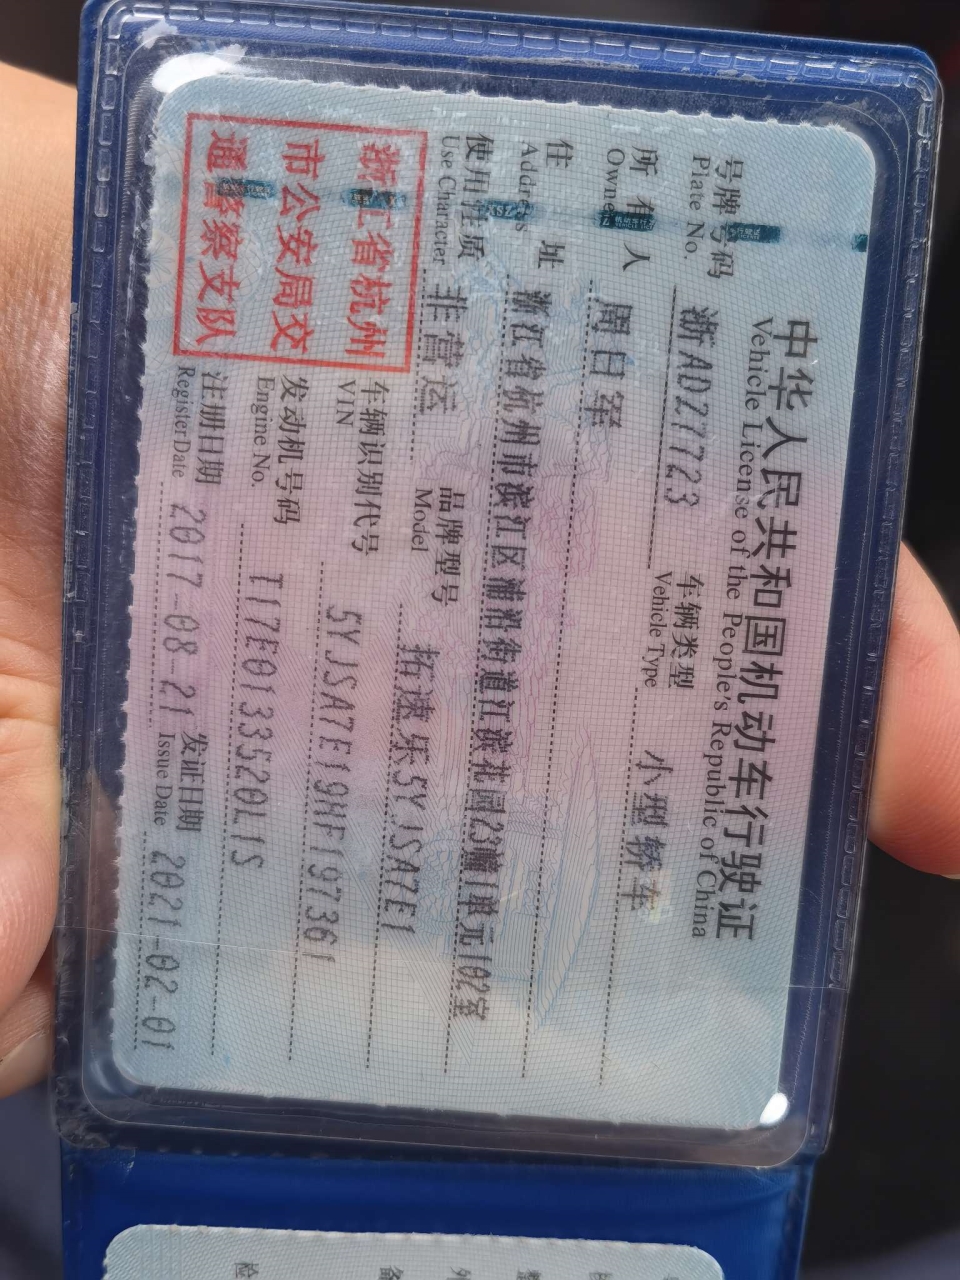 中华人民共和国机动车行驶证
Vehicle License of the People's Republic of China
号牌号码 浙AD27723 车辆类型 小型轿车
Plate No. Vehicle Type
所有人 周日军
Owner
住址 浙江省杭州市滨江区浦沿街道江滨花园23幢1单元102室
Address
使用性质 非营运 品牌型号 拓速乐5YJSA7E1
Use Character Model
浙江省杭州
市公安局交
通警察支队
车辆识别代号 5YJSA7E19HF197361
VIN
发动机号码 T17E0133520L1S
Engine No.
注册日期 2017-08-21 发证日期 2021-02-01
Register Date Issue Date
整
外
备
检